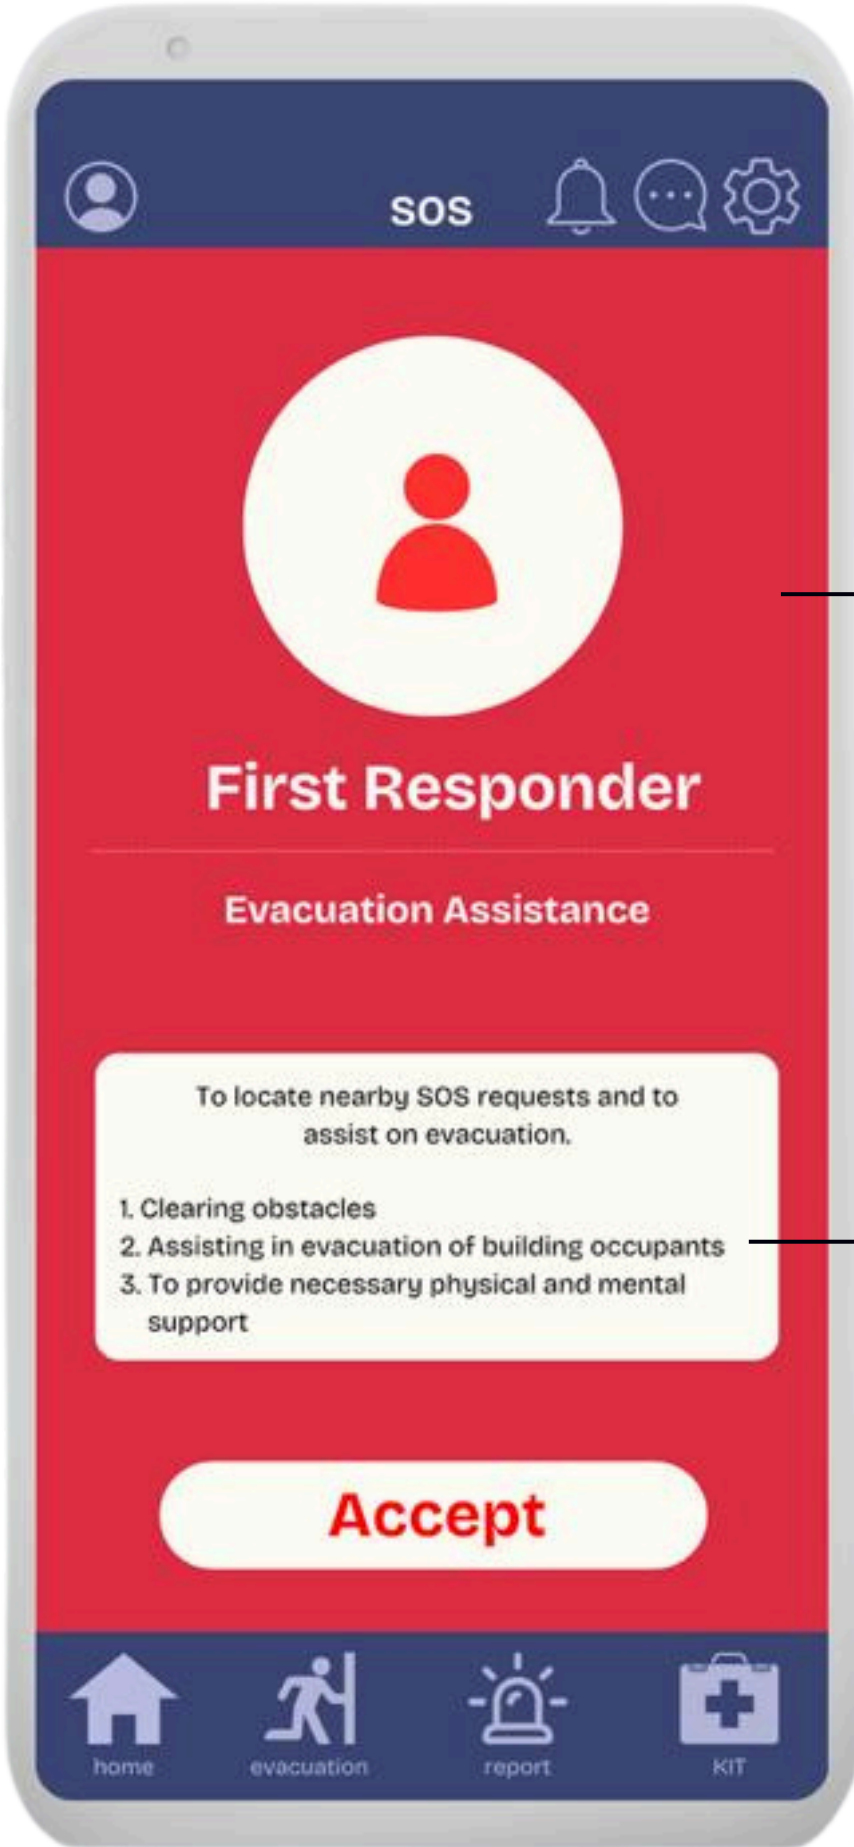 SOS
First Responder
Evacuation Assistance
To locate nearby SOS requests and to
assist on evacuation.
1. Clearing obstacles
2. Assisting in evacuation of building occupants
3. To provide necessary physical and mental
support
Accept
home evacuation report KIT